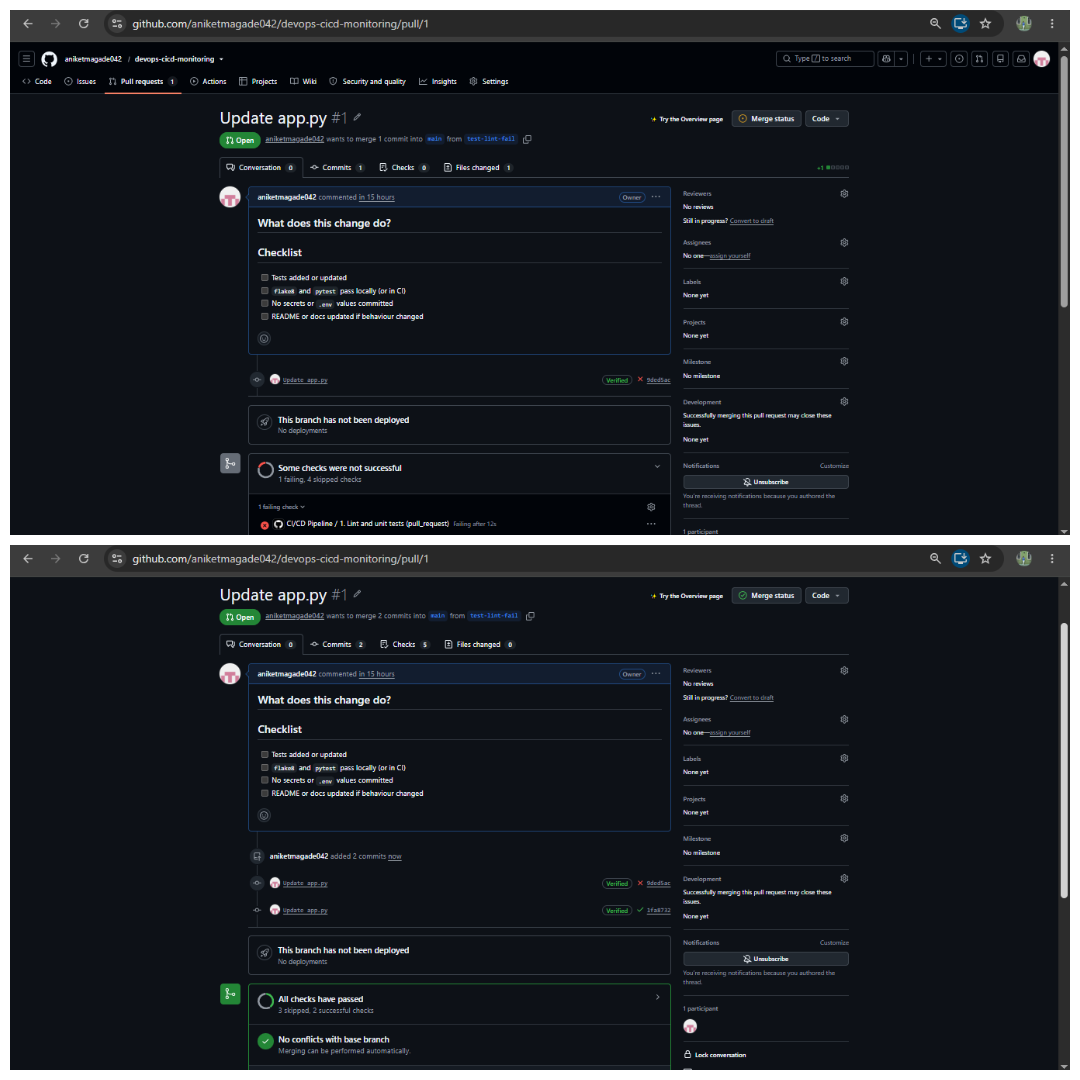 github.com/aniketmagade042/devops-cicd-monitoring/pull/1
aniketmagade042 / devops-cicd-monitoring
Type / to search
Code Issues Pull requests 1 Actions Projects Wiki Security and quality Insights Settings
Update app.py #1
Try the Overview page Merge status Code
Open aniketmagade042 wants to merge 1 commit into main from test-lint-fail
Conversation 0 Commits 1 Checks 0 Files changed 1
+1
aniketmagade042 commented in 15 hours Owner
What does this change do?
Checklist
Tests added or updated
flake8 and pytest pass locally (or in CI)
No secrets or .env values committed
README or docs updated if behaviour changed
Update app.py Verified 9ded5ac
This branch has not been deployed
No deployments
Some checks were not successful
1 failing, 4 skipped checks
1 failing check
CI/CD Pipeline / 1. Lint and unit tests (pull_request) Failing after 12s
Reviewers
No reviews
Still in progress? Convert to draft
Assignees
No one—assign yourself
Labels
None yet
Projects
None yet
Milestone
No milestone
Development
Successfully merging this pull request may close these
issues.
None yet
Notifications Customize
Unsubscribe
You're receiving notifications because you authored the
thread.
1 participant
github.com/aniketmagade042/devops-cicd-monitoring/pull/1
Update app.py #1
Try the Overview page Merge status Code
Open aniketmagade042 wants to merge 2 commits into main from test-lint-fail
Conversation 0 Commits 2 Checks 5 Files changed 0
aniketmagade042 commented in 15 hours Owner
What does this change do?
Checklist
Tests added or updated
flake8 and pytest pass locally (or in CI)
No secrets or .env values committed
README or docs updated if behaviour changed
aniketmagade042 added 2 commits now
Update app.py Verified 9ded5ac
Update app.py Verified 1fa8732
This branch has not been deployed
No deployments
All checks have passed
3 skipped, 2 successful checks
No conflicts with base branch
Merging can be performed automatically.
Reviewers
No reviews
Still in progress? Convert to draft
Assignees
No one—assign yourself
Labels
None yet
Projects
None yet
Milestone
No milestone
Development
Successfully merging this pull request may close these
issues.
None yet
Notifications Customize
Unsubscribe
You're receiving notifications because you authored the
thread.
1 participant
Lock conversation